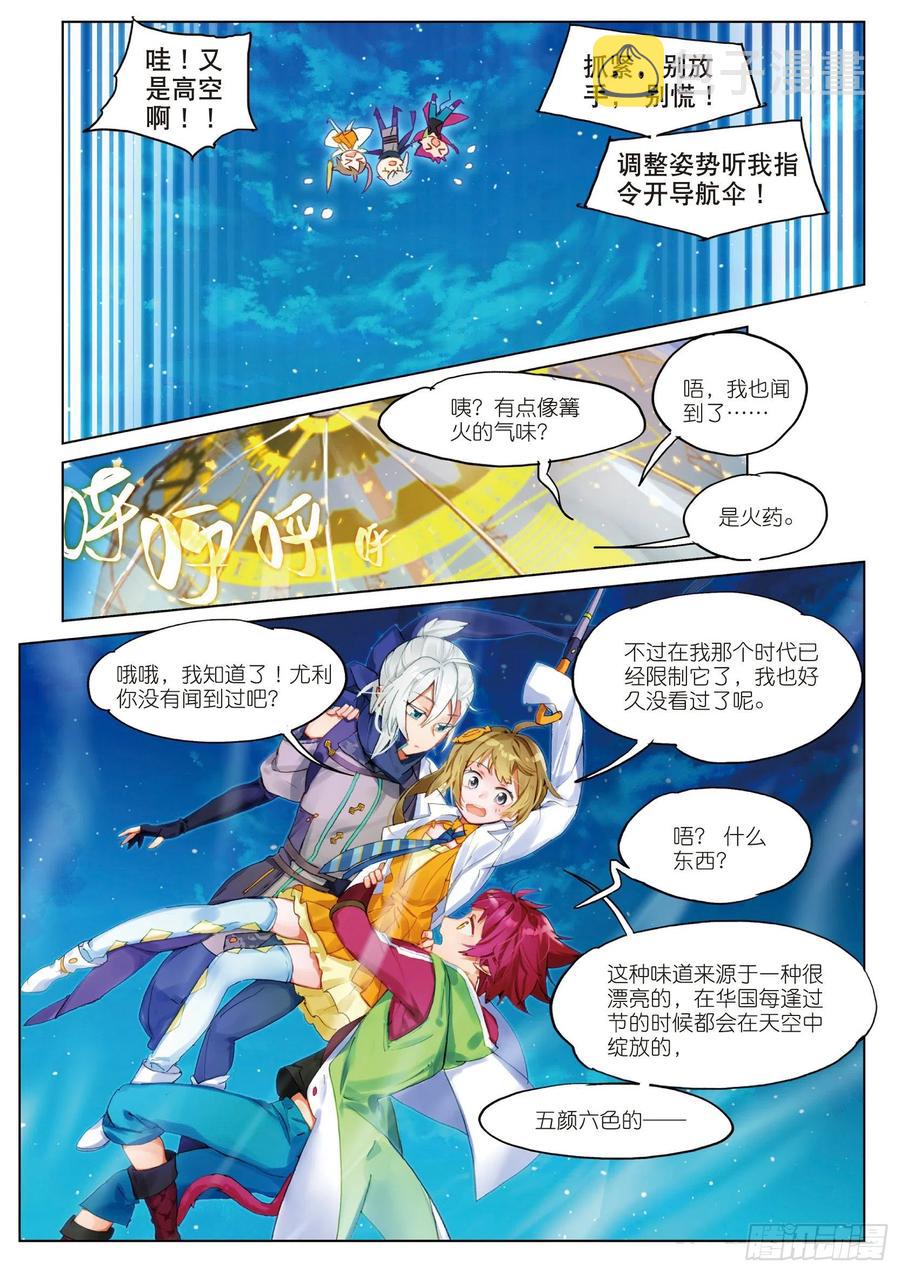 哇！又
是高空
啊！！
抓紧，别放
手，别慌！
包子漫畫
调整姿势听我指
令开导航伞！
唔，我也闻
到了……
咦？有点像篝
火的气味？
是火药。
呼呼呼呼
哦哦，我知道了！尤利
你没有闻到过吧？
不过在我那个时代已
经限制它了，我也好
久没看过了呢。
唔？ 什么
东西？
这种味道来源于一种很
漂亮的，在华国每逢过
节的时候都会在天空中
绽放的，
五颜六色的——
腾讯动漫